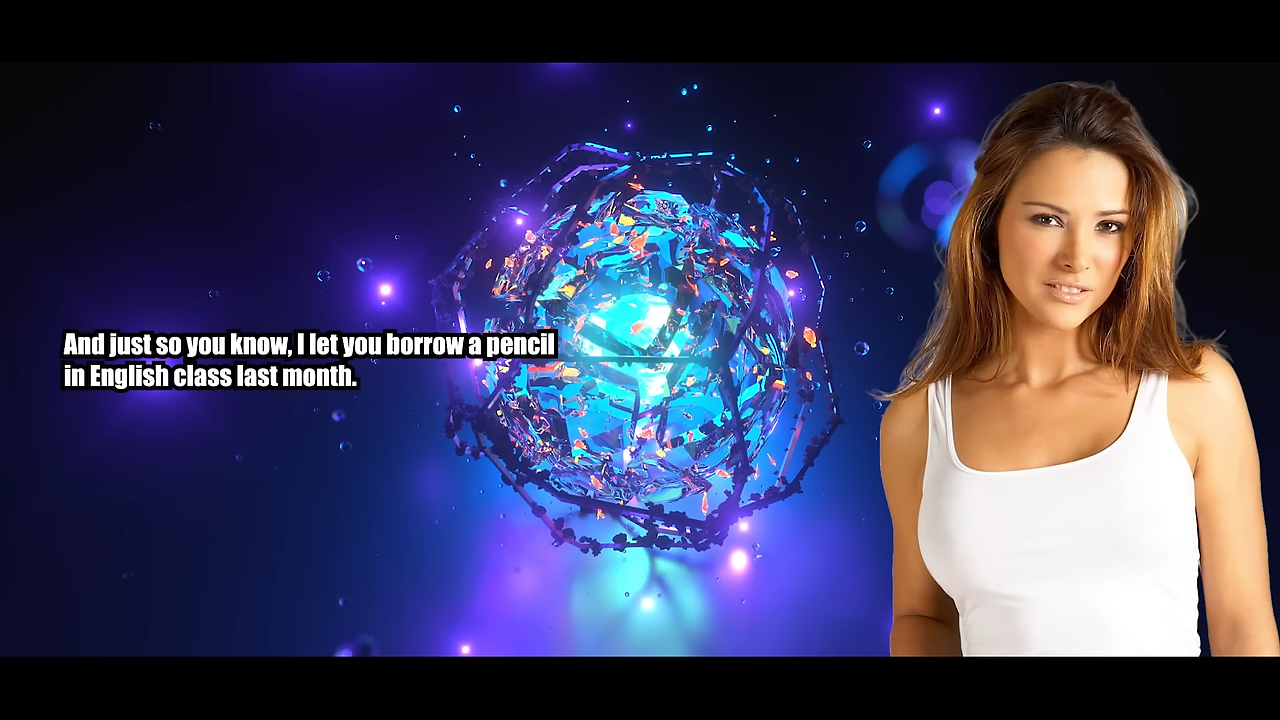 And just so you know, I let you borrow a pencil
in English class last month.